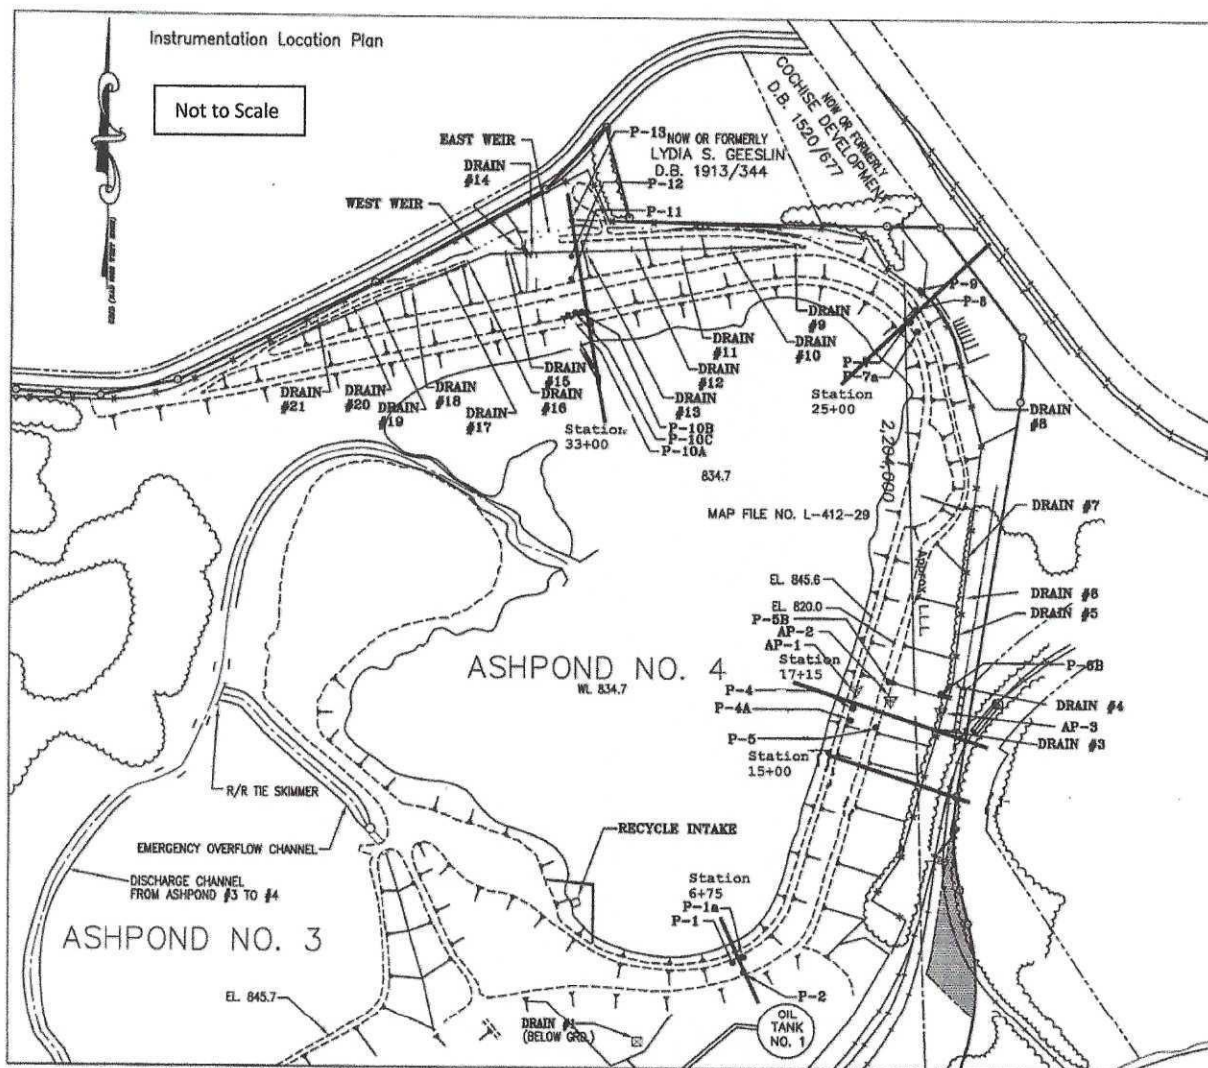 Instrumentation Location Plan
Not to Scale
COCHISE DEVELOPMENT
NOW OR FORMERLY
D.B. 1520/677
EAST WEIR
P-13
NOW OR FORMERLY
LYDIA S. GEESLIN
D.B. 1913/344
DRAIN
#14
P-12
WEST WEIR
P-11
P-9
P-8
DRAIN
#9
DRAIN
#10
DRAIN
#11
DRAIN
#12
DRAIN
#13
P-7a
DRAIN
#15
DRAIN
#16
DRAIN
#17
DRAIN
#18
DRAIN
#19
DRAIN
#20
DRAIN
#21
Station
33+00
P-10B
P-10C
P-10A
Station
25+00
DRAIN
#8
834.7
2,204,000
MAP FILE NO. L-412-29
DRAIN #7
Approx. L.L.
EL. 845.6
EL. 820.0
P-5B
AP-2
AP-1
Station
17+15
DRAIN #6
DRAIN #5
P-6B
ASHPOND NO. 4
WL 834.7
P-4
P-4A
P-5
DRAIN #4
AP-3
DRAIN #3
Station
15+00
R/R TIE SKIMMER
EMERGENCY OVERFLOW CHANNEL
RECYCLE INTAKE
DISCHARGE CHANNEL
FROM ASHPOND #3 TO #4
Station
6+75
P-1a
P-1
ASHPOND NO. 3
EL. 845.7
P-2
DRAIN #1
(BELOW GRD.)
OIL
TANK
NO. 1